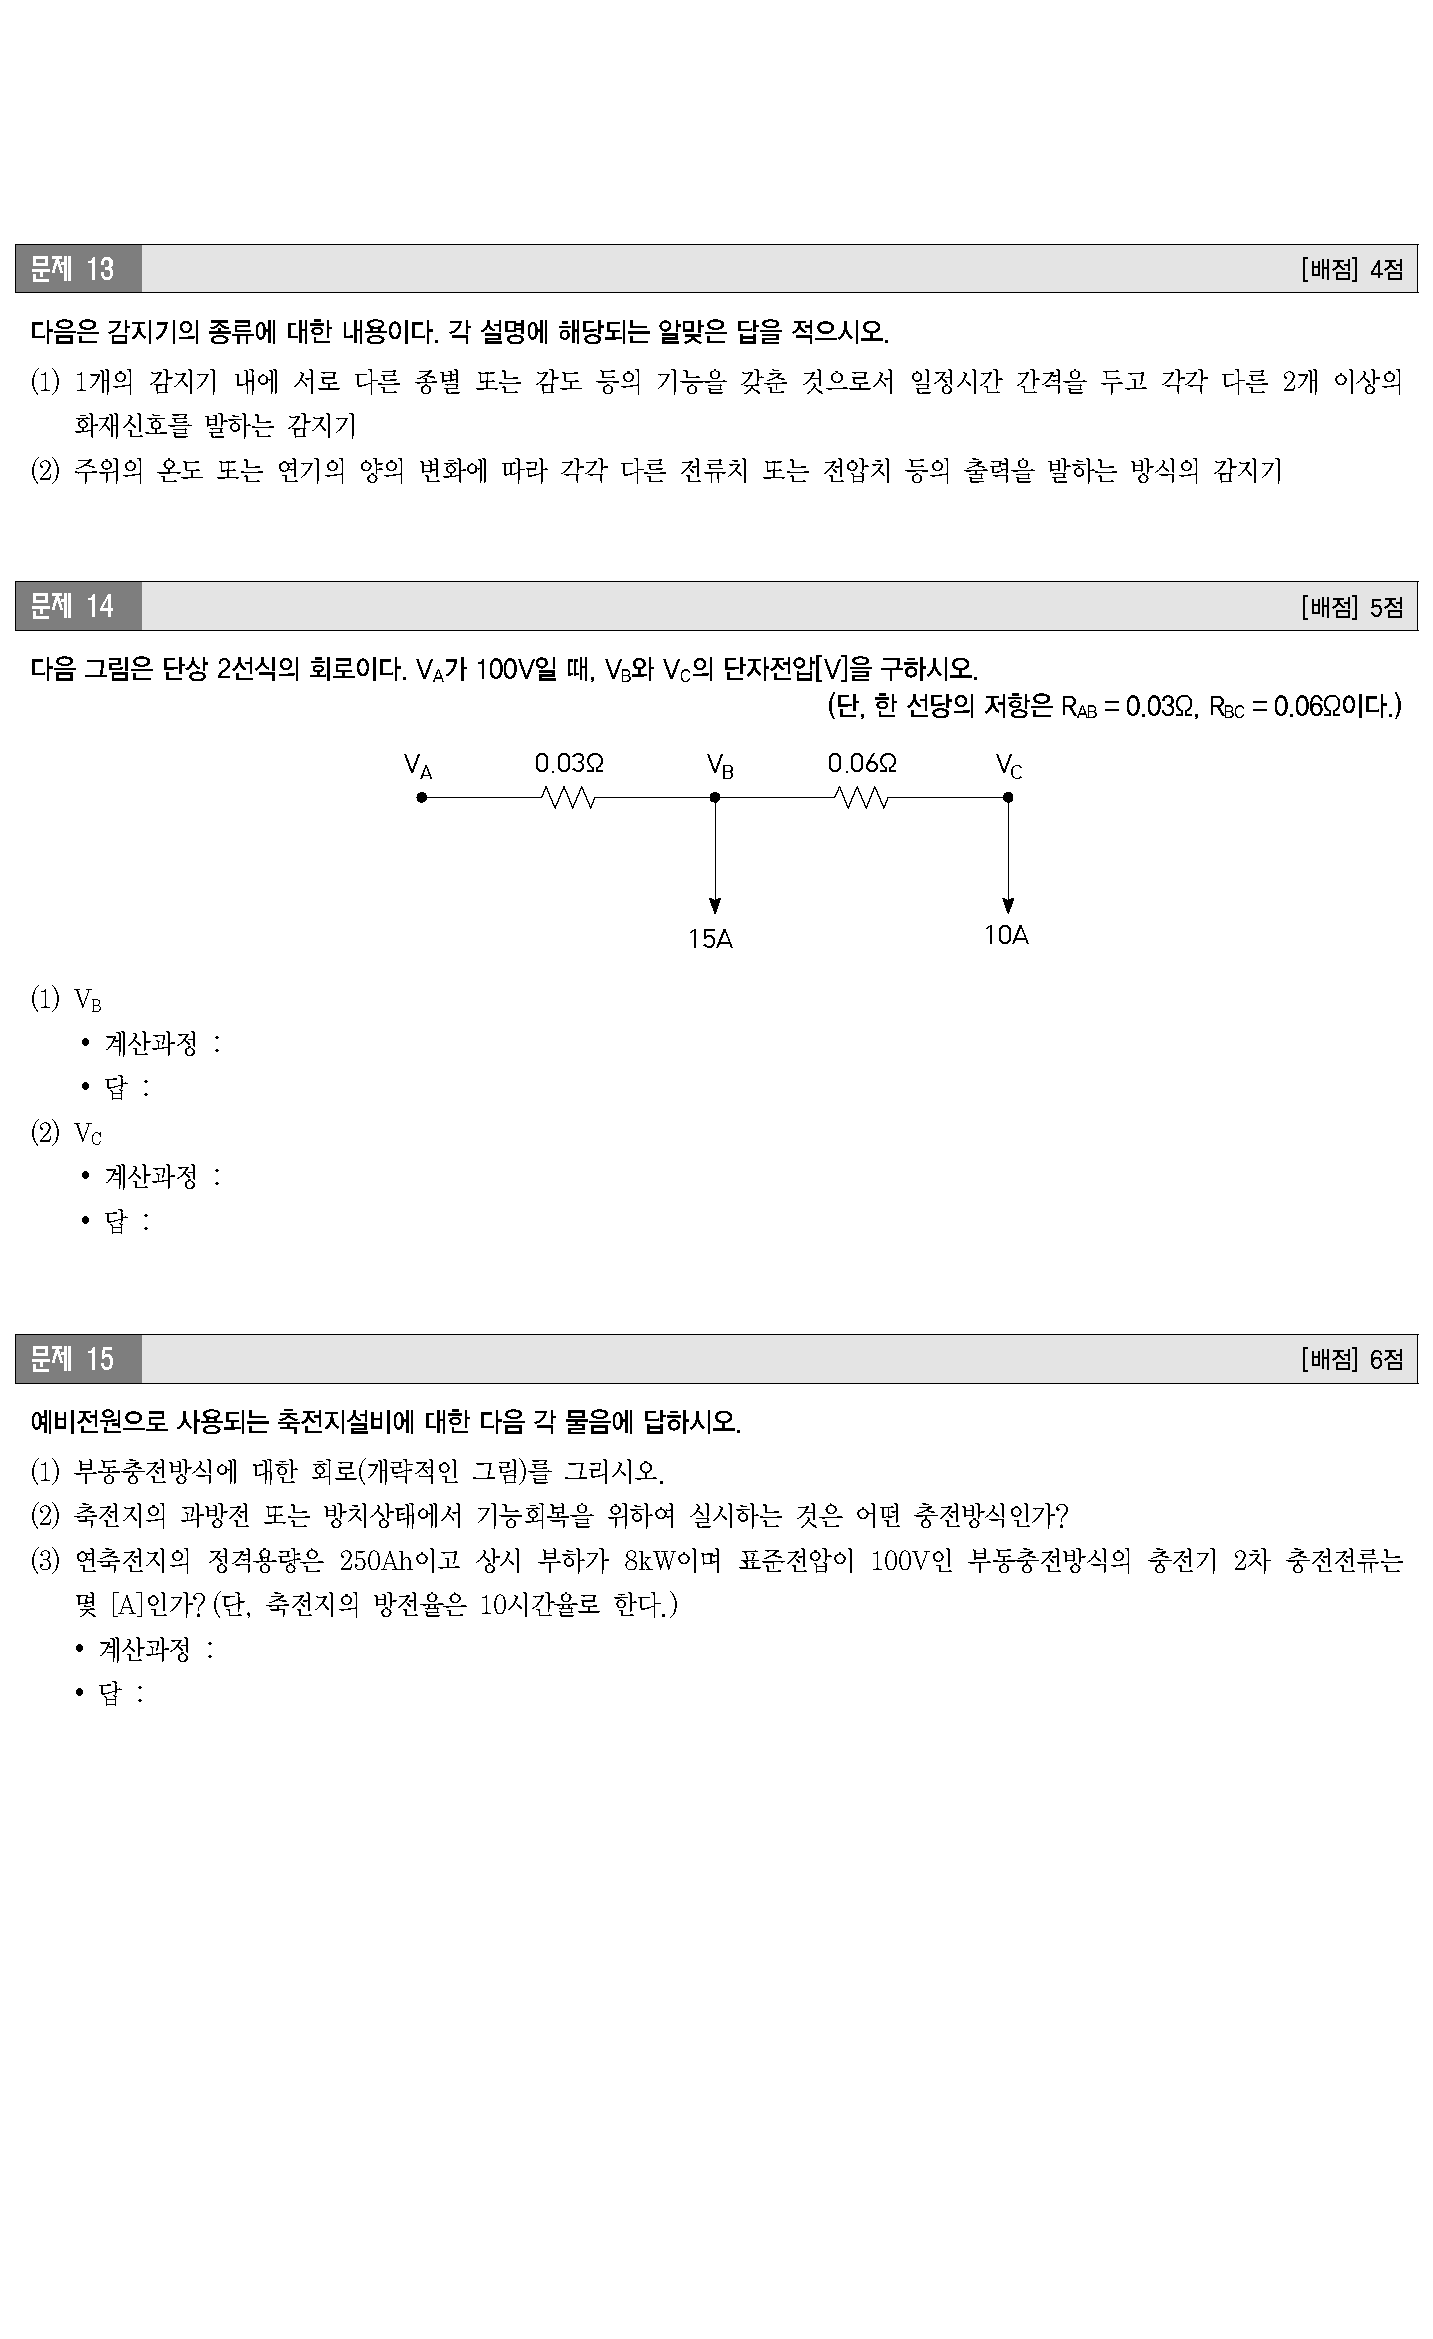 문제 13
[배점] 4점
다음은 감지기의 종류에 대한 내용이다. 각 설명에 해당되는 알맞은 답을 적으시오.
(1) 1개의 감지기 내에 서로 다른 종별 또는 감도 등의 기능을 갖춘 것으로서 일정시간 간격을 두고 각각 다른 2개 이상의
화재신호를 발하는 감지기
(2) 주위의 온도 또는 연기의 양의 변화에 따라 각각 다른 전류치 또는 전압치 등의 출력을 발하는 방식의 감지기
문제 14
[배점] 5점
다음 그림은 단상 2선식의 회로이다. VA가 100V일 때, VB와 VC의 단자전압[V]을 구하시오.
(단, 한 선당의 저항은 RAB = 0.03Ω, RBC = 0.06Ω이다.)
VA 0.03Ω VB 0.06Ω VC
15A 10A
(1) VB
• 계산과정 :
• 답 :
(2) VC
• 계산과정 :
• 답 :
문제 15
[배점] 6점
예비전원으로 사용되는 축전지설비에 대한 다음 각 물음에 답하시오.
(1) 부동충전방식에 대한 회로(개략적인 그림)를 그리시오.
(2) 축전지의 과방전 또는 방치상태에서 기능회복을 위하여 실시하는 것은 어떤 충전방식인가?
(3) 연축전지의 정격용량은 250Ah이고 상시 부하가 8kW이며 표준전압이 100V인 부동충전방식의 충전기 2차 충전전류는
몇 [A]인가? (단, 축전지의 방전율은 10시간율로 한다.)
• 계산과정 :
• 답 :